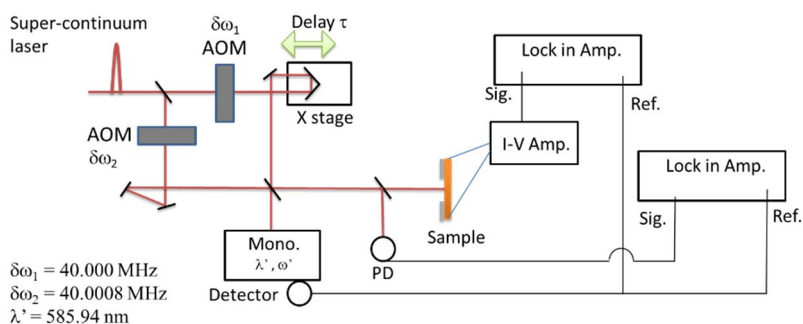 Super-continuum
laser
δω₁
AOM
Delay τ
X stage
AOM
δω₂
Lock in Amp.
Sig.
Ref.
I-V Amp.
Lock in Amp.
Sig.
Ref.
Sample
Mono.
λ’ , ω’
PD
Detector
δω₁ = 40.000 MHz
δω₂ = 40.0008 MHz
λ’ = 585.94 nm